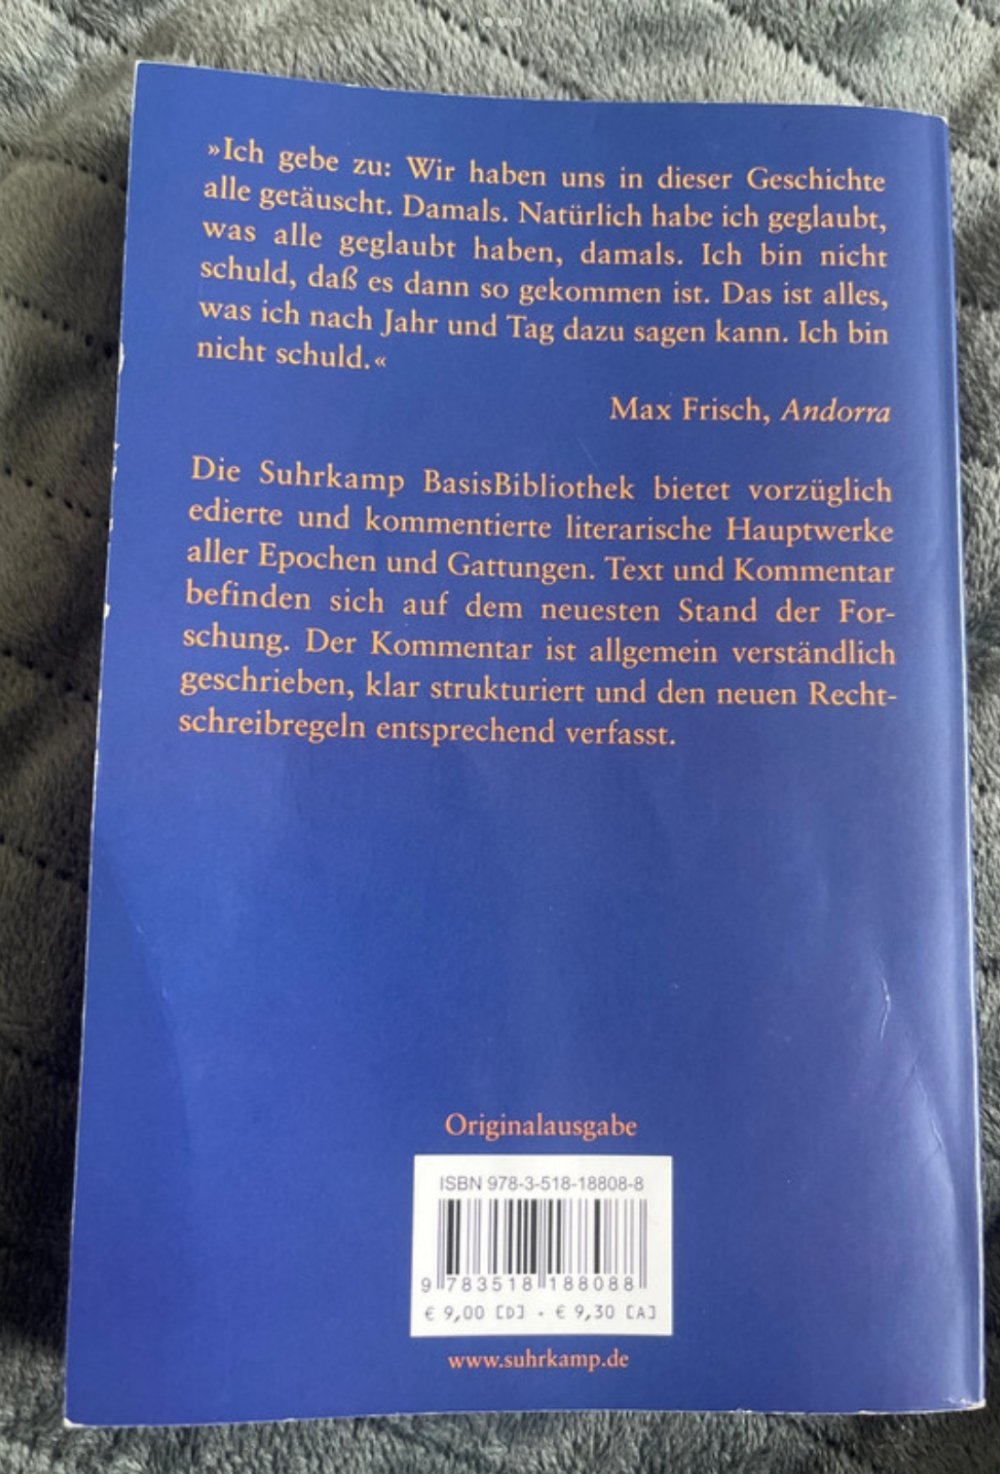 »Ich gebe zu: Wir haben uns in dieser Geschichte
alle getäuscht. Damals. Natürlich habe ich geglaubt,
was alle geglaubt haben, damals. Ich bin nicht
schuld, daß es dann so gekommen ist. Das ist alles,
was ich nach Jahr und Tag dazu sagen kann. Ich bin
nicht schuld.«
Max Frisch, Andorra
Die Suhrkamp BasisBibliothek bietet vorzüglich
edierte und kommentierte literarische Hauptwerke
aller Epochen und Gattungen. Text und Kommentar
befinden sich auf dem neuesten Stand der For-
schung. Der Kommentar ist allgemein verständlich
geschrieben, klar strukturiert und den neuen Recht-
schreibregeln entsprechend verfasst.
Originalausgabe
ISBN 978-3-518-18808-8
9 783518 188088
€ 9,00 [D] · € 9,30 [A]
www.suhrkamp.de